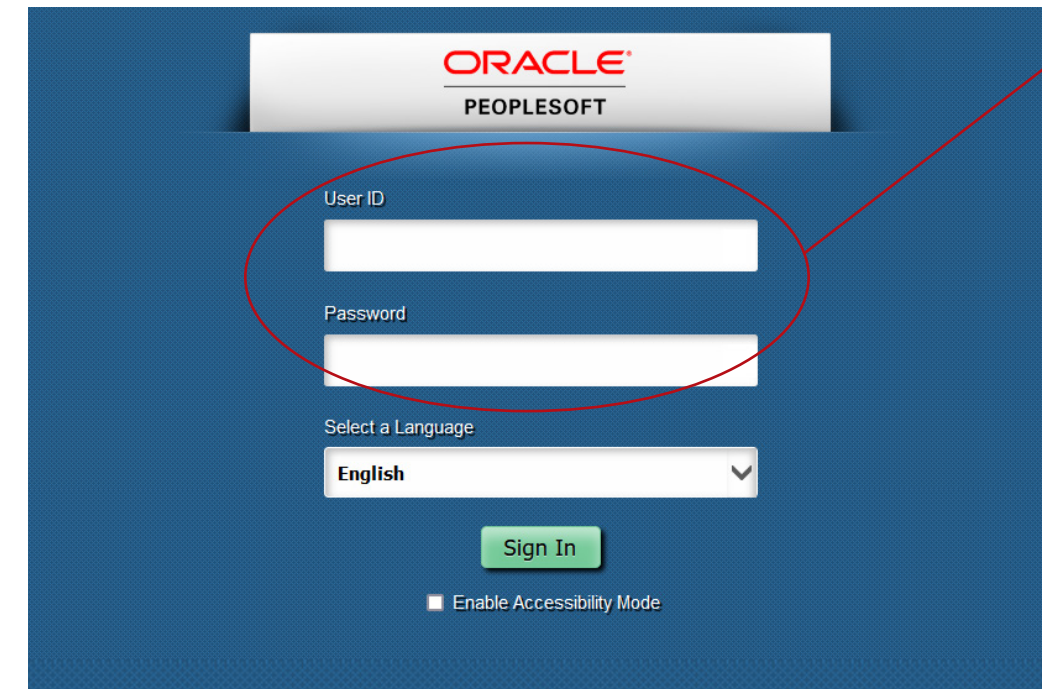 ORACLE®
PEOPLESOFT
User ID
Password
Select a Language
English
Sign In
Enable Accessibility Mode